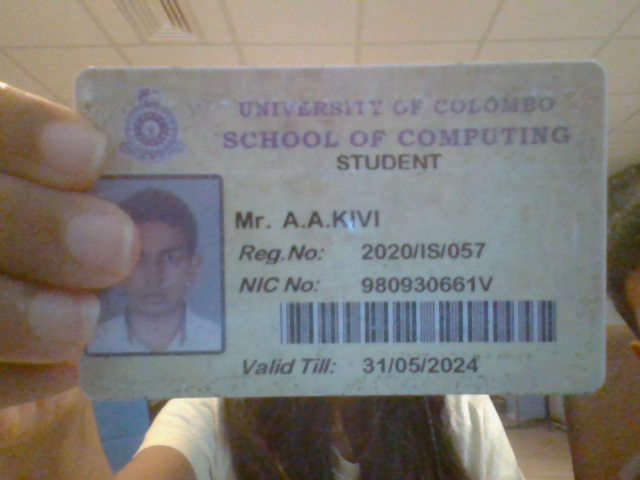 UNIVERSITY OF COLOMBO
SCHOOL OF COMPUTING
STUDENT
Mr. A.A.KIVI
Reg.No: 2020/IS/057
NIC No: 980930661V
Valid Till: 31/05/2024